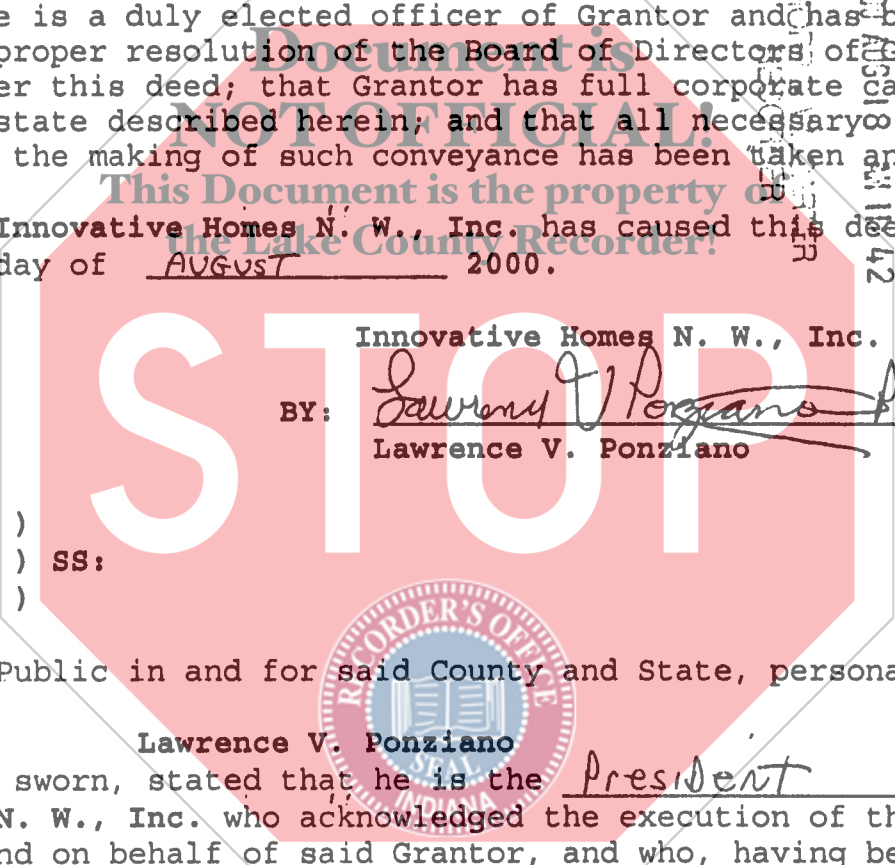 e is a duly elected officer of Grantor and has
proper resolution of the Board of Directors of
er this deed; that Grantor has full corporate ca
state described herein; and that all necessary
the making of such conveyance has been taken an
Document is
NOT OFFICIAL!
This Document is the property of
the Lake County Recorder!
Innovative Homes N. W., Inc. has caused this dee
day of AUGUST 2000.
Innovative Homes N. W., Inc.
BY: Lawrence V Ponziano
Lawrence V. Ponziano
STOP
)
) SS:
)
RECORDER'S OFFICE
SEAL
INDIANA
Public in and for said County and State, persona
Lawrence V. Ponziano
sworn, stated that he is the President
N. W., Inc. who acknowledged the execution of th
nd on behalf of said Grantor, and who, having be